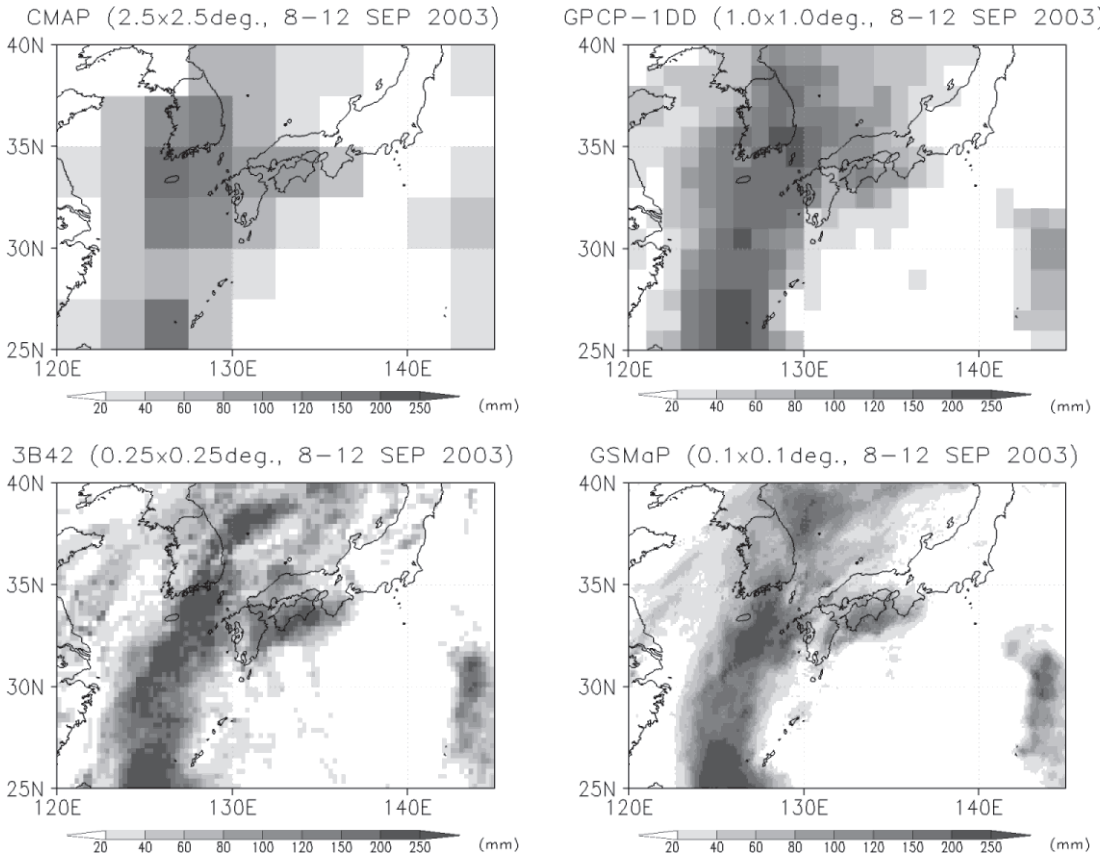 CMAP (2.5x2.5deg., 8-12 SEP 2003)
40N
35N
30N
25N
120E 130E 140E
20 40 60 80 100 120 150 200 250 (mm)
GPCP-1DD (1.0x1.0deg., 8-12 SEP 2003)
40N
35N
30N
25N
120E 130E 140E
20 40 60 80 100 120 150 200 250 (mm)
3B42 (0.25x0.25deg., 8-12 SEP 2003)
40N
35N
30N
25N
120E 130E 140E
20 40 60 80 100 120 150 200 250 (mm)
GSMaP (0.1x0.1deg., 8-12 SEP 2003)
40N
35N
30N
25N
120E 130E 140E
20 40 60 80 100 120 150 200 250 (mm)